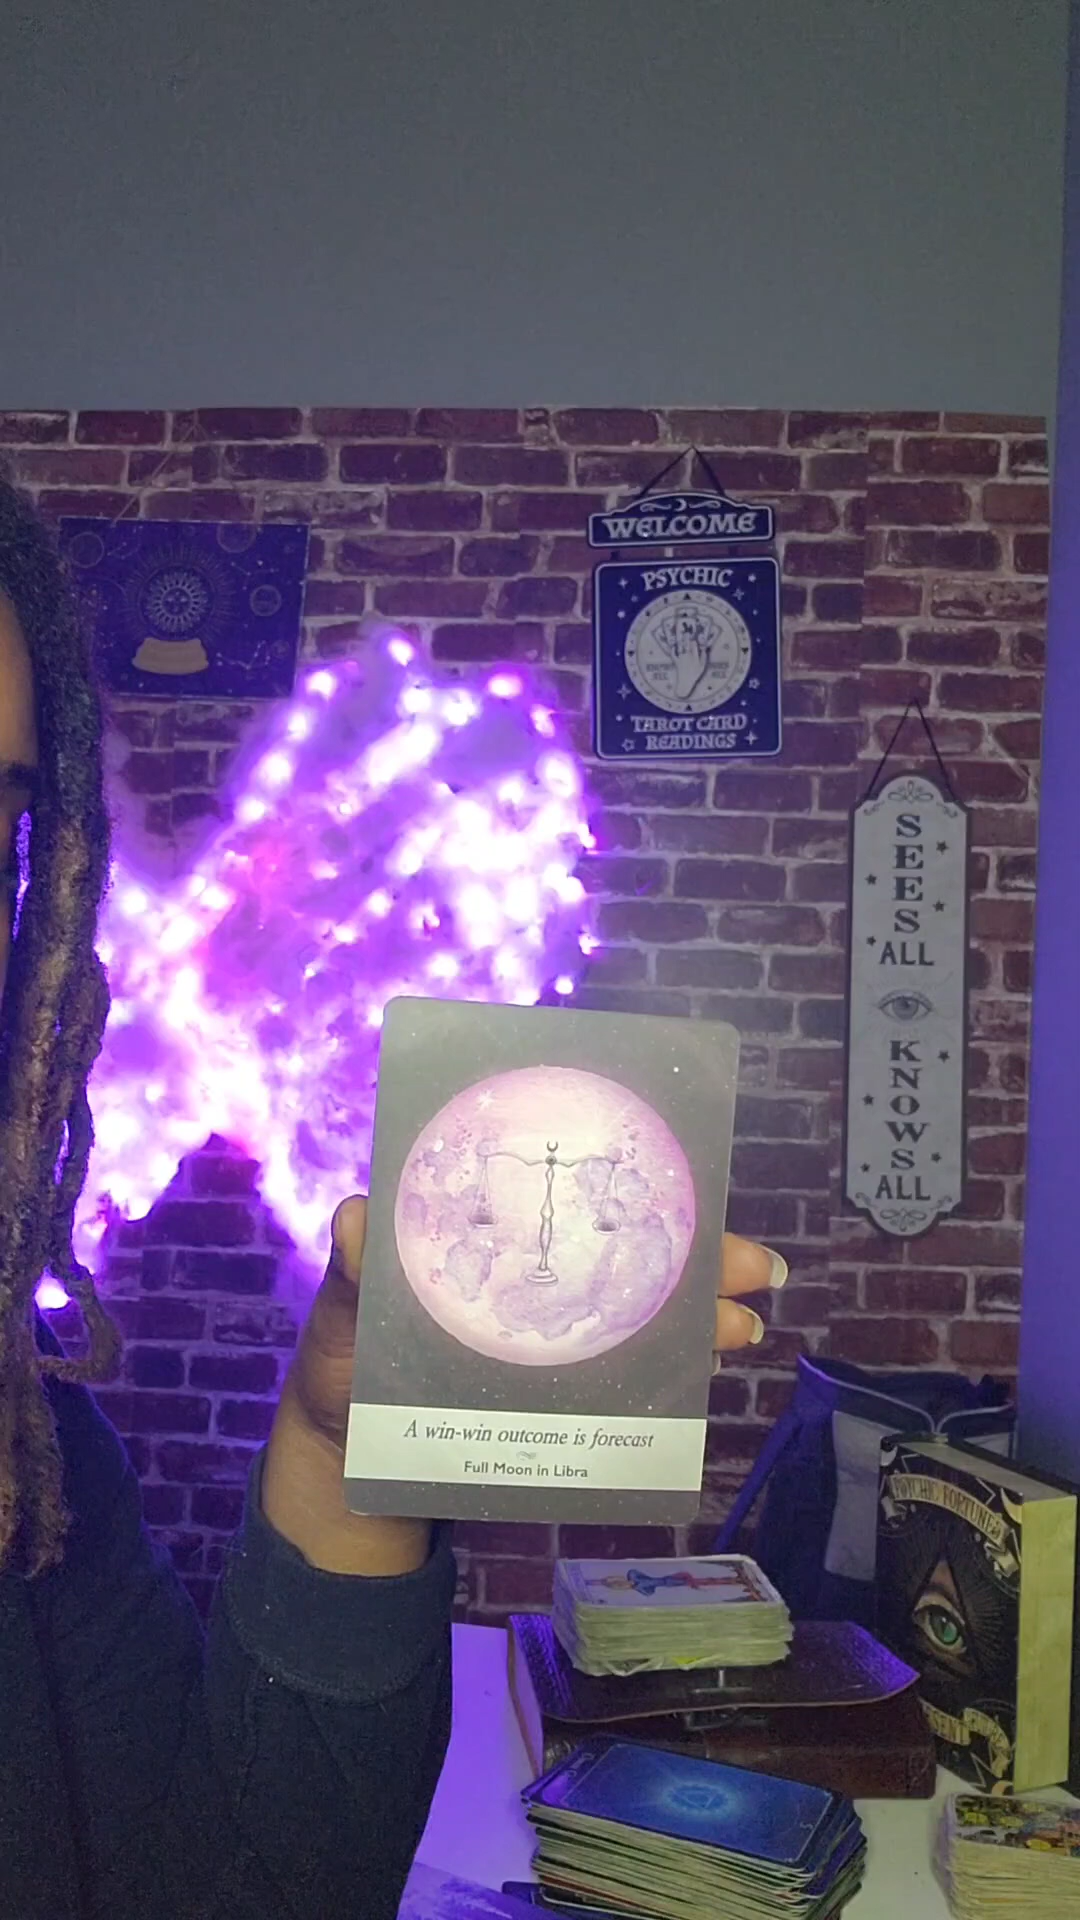 WELCOME
PSYCHIC
TAROT CARD
READINGS
SEES
ALL
KNOWS
ALL
A win-win outcome is forecast
Full Moon in Libra
PSYCHIC FORTUNES